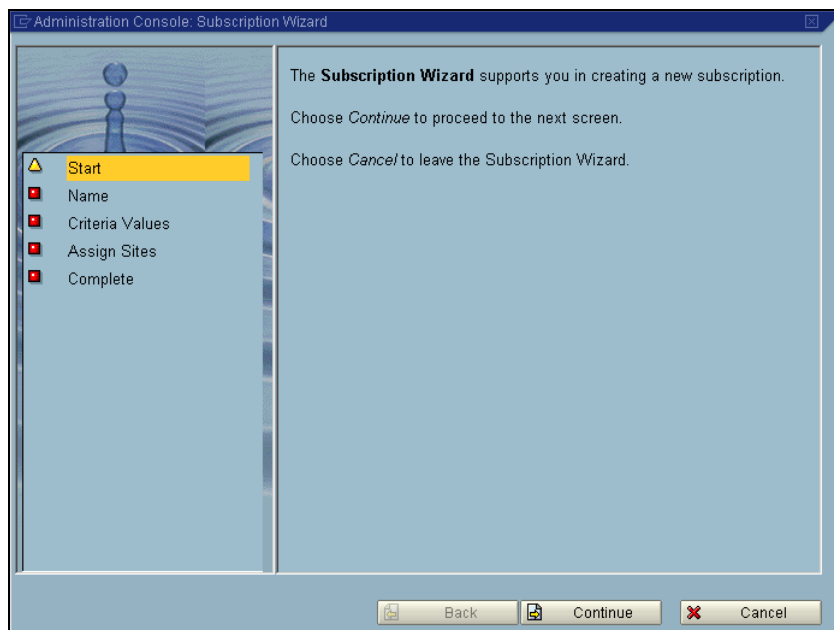 Administration Console: Subscription Wizard
Start
Name
Criteria Values
Assign Sites
Complete
The Subscription Wizard supports you in creating a new subscription.
Choose Continue to proceed to the next screen.
Choose Cancel to leave the Subscription Wizard.
Back
Continue
Cancel